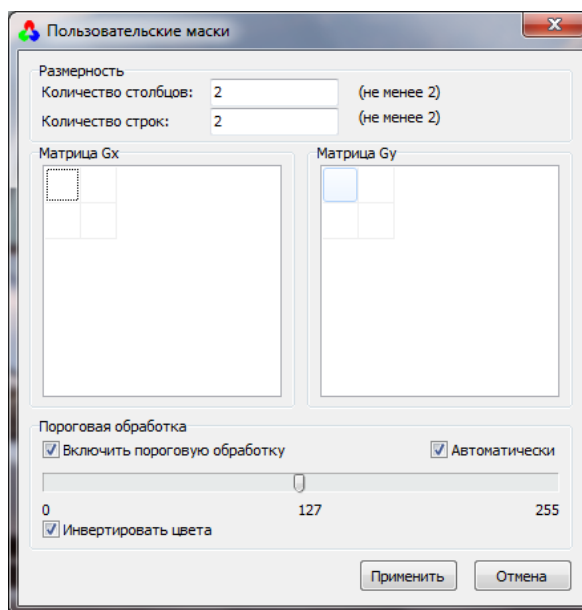 Пользовательские маски
Размерность
Количество столбцов: 2 (не менее 2)
Количество строк: 2 (не менее 2)
Матрица Gx Матрица Gy
Пороговая обработка
Включить пороговую обработку Автоматически
0 127 255
Инвертировать цвета
Применить Отмена